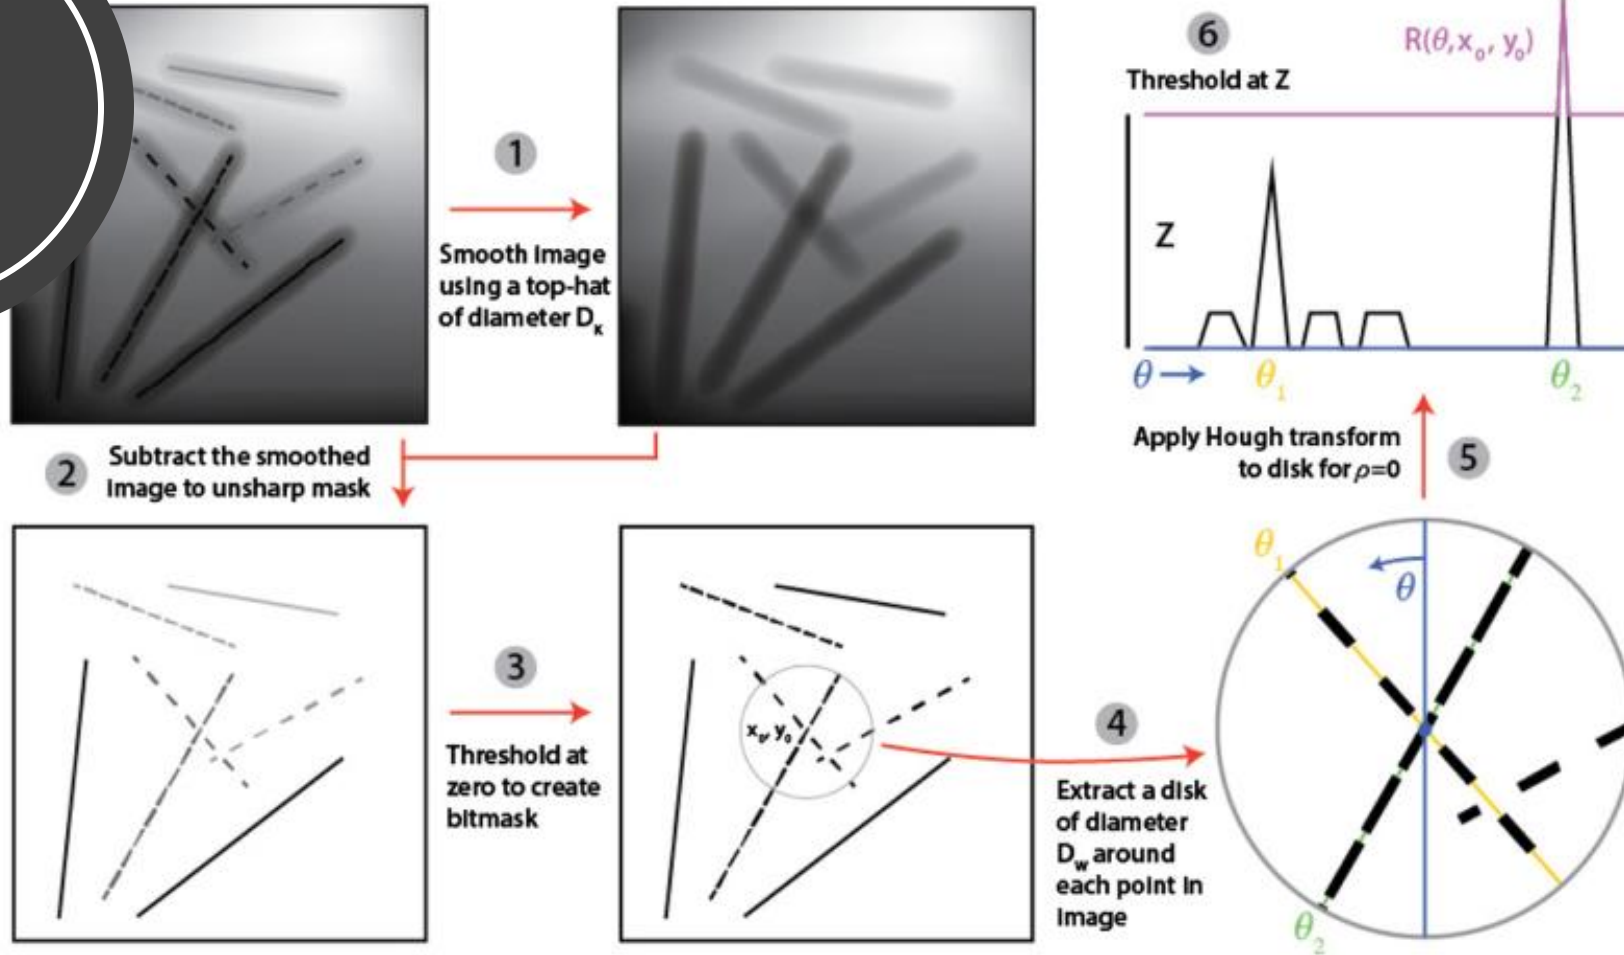 1
Smooth image
using a top-hat
of diameter Dₖ
2
Subtract the smoothed
image to unsharp mask
3
Threshold at
zero to create
bitmask
x₀, y₀
4
Extract a disk
of diameter
D_w around
each point in
image
θ₁
θ
θ₂
5
Apply Hough transform
to disk for ρ=0
6
Threshold at Z
R(θ,x₀, y₀)
Z
θ
θ₁
θ₂